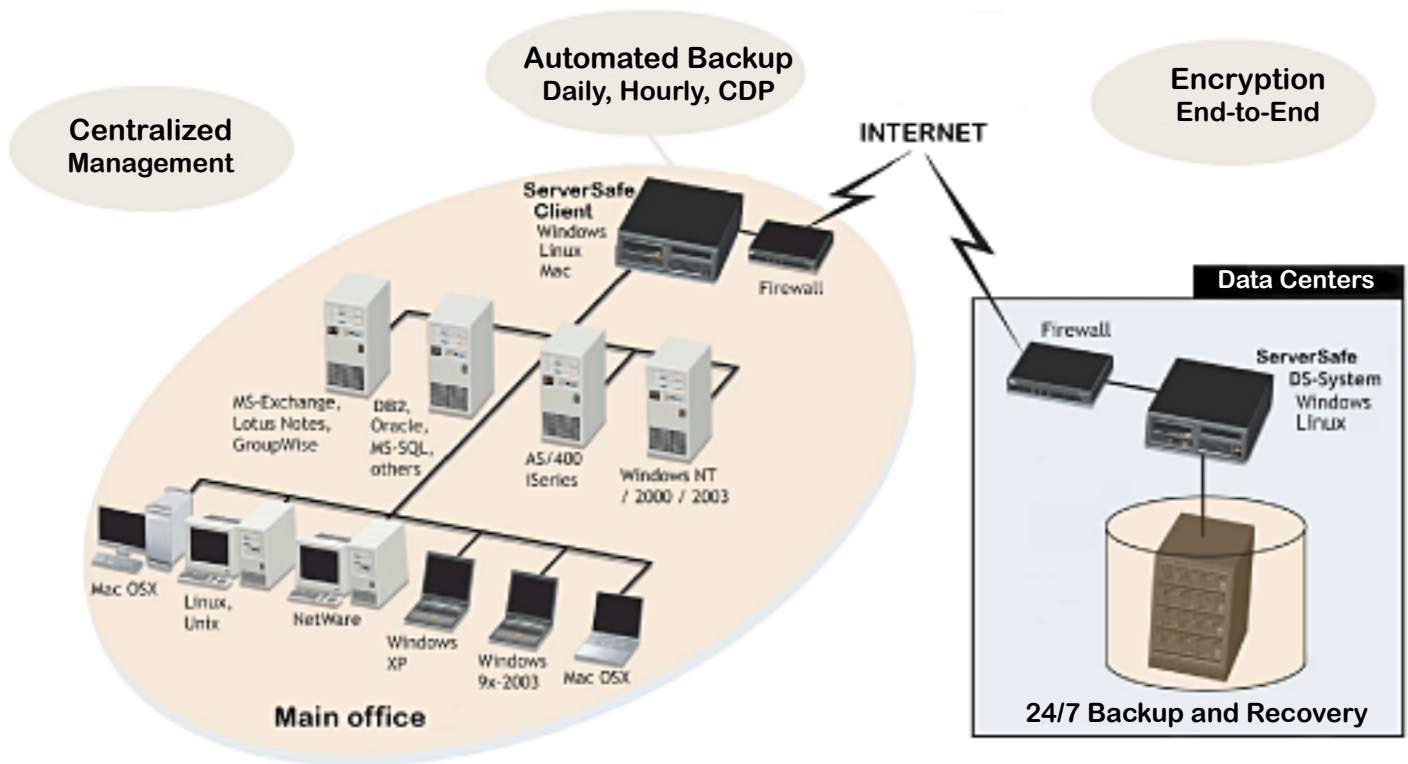 Automated Backup
Daily, Hourly, CDP
Encryption
End-to-End
Centralized
Management
INTERNET
ServerSafe
Client
Windows
Linux
Mac
Firewall
Data Centers
Firewall
ServerSafe
DS-System
Windows
Linux
MS-Exchange,
Lotus Notes,
GroupWise
DB2,
Oracle,
MS-SQL,
others
AS/400
iSeries
Windows NT
/ 2000 / 2003
Mac OSX
Linux,
Unix
NetWare
Windows
XP
Windows
9x-2003
Mac OSX
Main office
24/7 Backup and Recovery